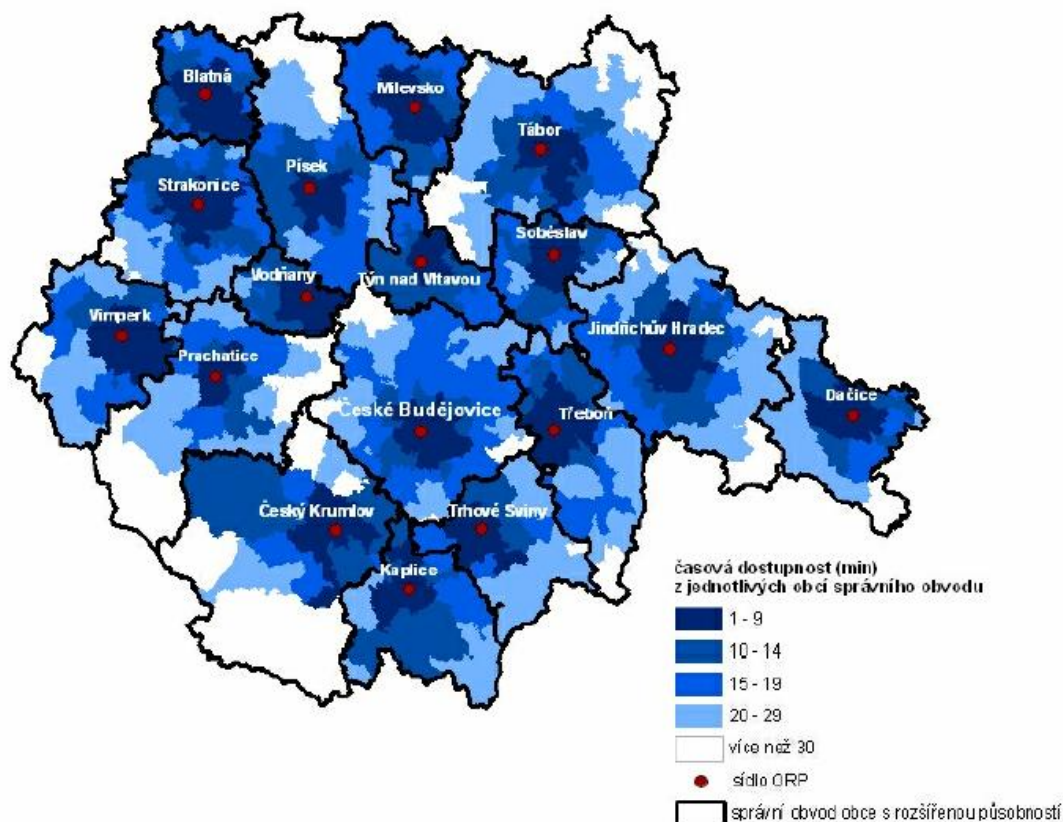 Blatná
Milevsko
Tábor
Písek
Strakonice
Soběslav
Vodňany
Týn nad Vltavou
Vimperk
Jindřichův Hradec
Prachatice
České Budějovice
Třeboň
Dačice
Český Krumlov
Trhové Sviny
Kaplice
časová dostupnost (min)
z jednotlivých obcí správního obvodu
1 - 9
10 - 14
15 - 19
20 - 29
více než 30
sídlo ORP
správní obvod obce s rozšířenou působností